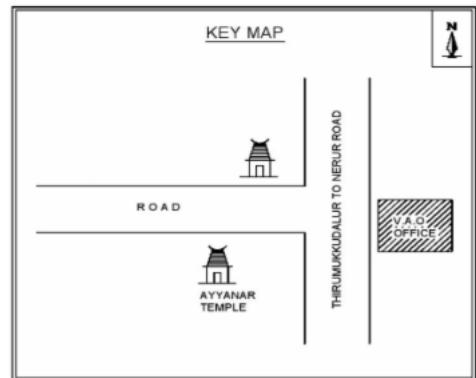 KEY MAP
N
ROAD
THIRUMUKKUDALUR TO NERUR ROAD
V.A.O
OFFICE
AYYANAR
TEMPLE